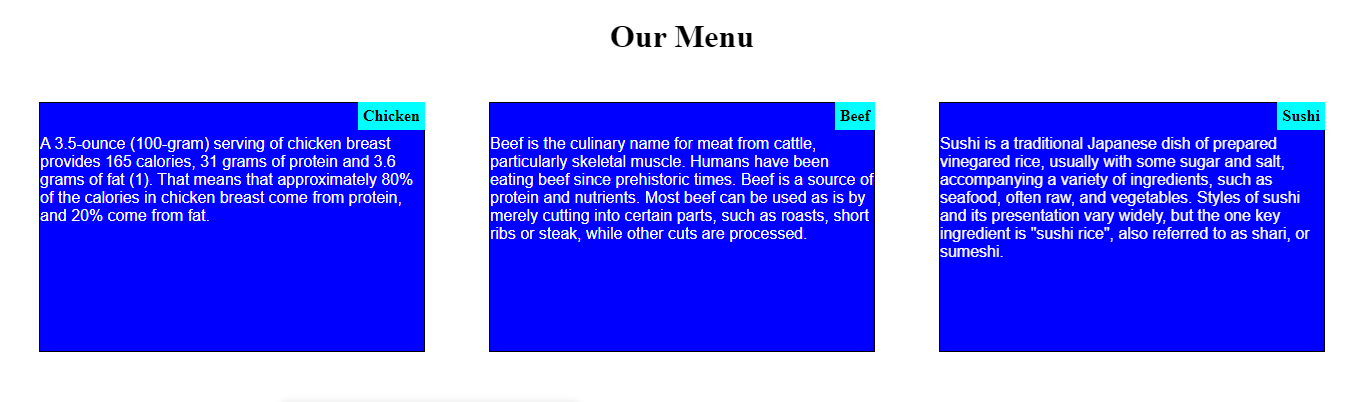 Our Menu
Chicken
A 3.5-ounce (100-gram) serving of chicken breast
provides 165 calories, 31 grams of protein and 3.6
grams of fat (1). That means that approximately 80%
of the calories in chicken breast come from protein,
and 20% come from fat.
Beef
Beef is the culinary name for meat from cattle,
particularly skeletal muscle. Humans have been
eating beef since prehistoric times. Beef is a source of
protein and nutrients. Most beef can be used as is by
merely cutting into certain parts, such as roasts, short
ribs or steak, while other cuts are processed.
Sushi
Sushi is a traditional Japanese dish of prepared
vinegared rice, usually with some sugar and salt,
accompanying a variety of ingredients, such as
seafood, often raw, and vegetables. Styles of sushi
and its presentation vary widely, but the one key
ingredient is "sushi rice", also referred to as shari, or
sumeshi.